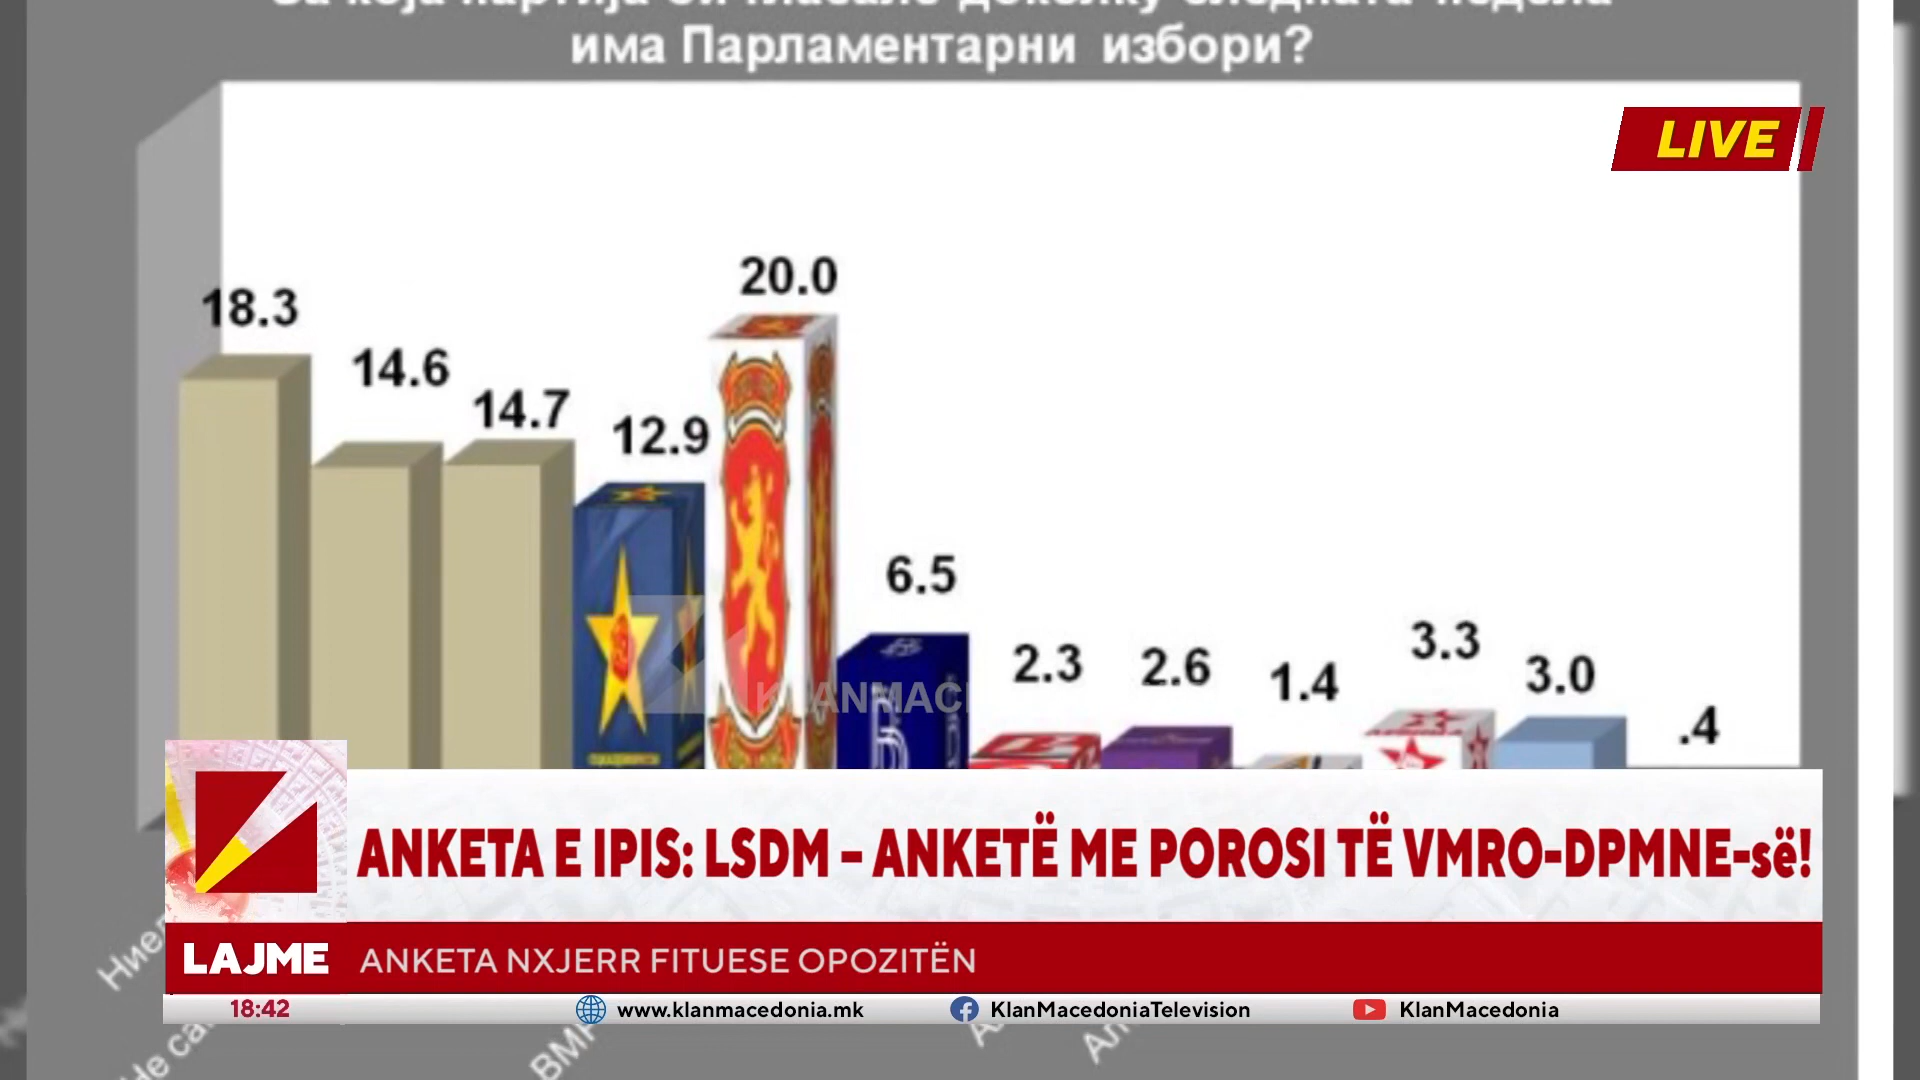 има Парламентарни избори?
LIVE
20.0
18.3
14.6
14.7
12.9
6.5
2.3
2.6
1.4
3.3
3.0
.4
ANKETA E IPIS: LSDM – ANKETË ME POROSI TË VMRO-DPMNE-së!
LAJME
ANKETA NXJERR FITUESE OPOZITËN
18:42
www.klanmacedonia.mk
KlanMacedoniaTelevision
KlanMacedonia